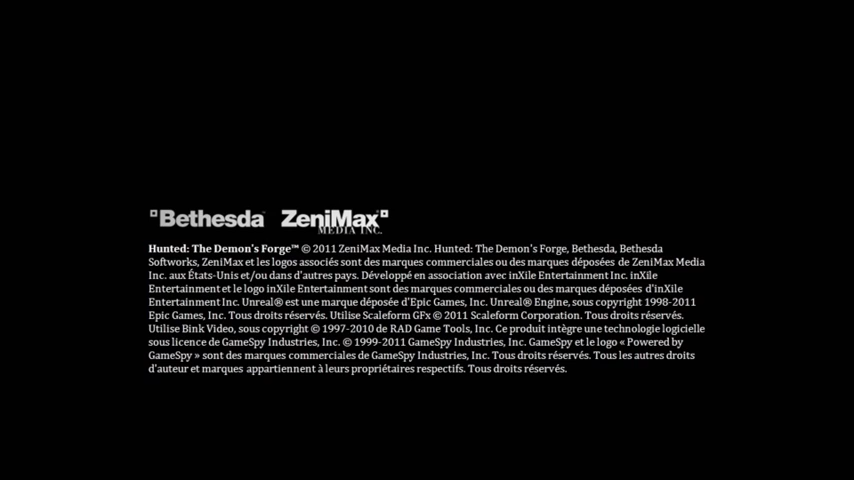 Bethesda ZeniMax
MEDIA INC.
Hunted: The Demon's Forge™ © 2011 ZeniMax Media Inc. Hunted: The Demon's Forge, Bethesda, Bethesda
Softworks, ZeniMax et les logos associés sont des marques commerciales ou des marques déposées de ZeniMax Media
Inc. aux États-Unis et/ou dans d'autres pays. Développé en association avec inXile Entertainment Inc. inXile
Entertainment et le logo inXile Entertainment sont des marques commerciales ou des marques déposées d'inXile
Entertainment Inc. Unreal® est une marque déposée d'Epic Games, Inc. Unreal® Engine, sous copyright 1998-2011
Epic Games, Inc. Tous droits réservés. Utilise Scaleform GFx © 2011 Scaleform Corporation. Tous droits réservés.
Utilise Bink Video, sous copyright © 1997-2010 de RAD Game Tools, Inc. Ce produit intègre une technologie logicielle
sous licence de GameSpy Industries, Inc. © 1999-2011 GameSpy Industries, Inc. GameSpy et le logo « Powered by
GameSpy » sont des marques commerciales de GameSpy Industries, Inc. Tous droits réservés. Tous les autres droits
d'auteur et marques appartiennent à leurs propriétaires respectifs. Tous droits réservés.